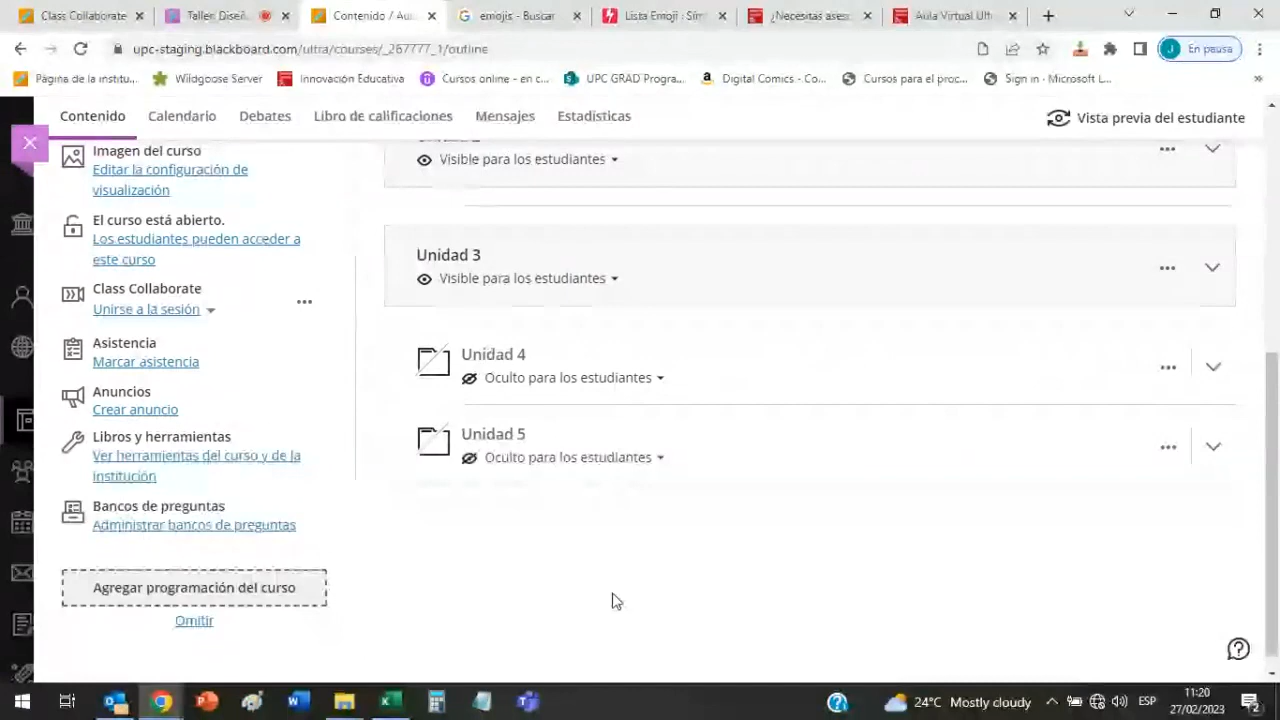 Class Collaborate
Taller Diseñ
Contenido / Au
emojis - Buscar
Lista Emoji : Sím
¿Necesitas ases
Aula Virtual Ultr
upc-staging.blackboard.com/ultra/courses/_267777_1/outline
En pausa
Página de la institu...
Wildgoose Server
Innovación Educativa
Cursos online - en c...
UPC GRAD Progra...
Digital Comics - Co...
Cursos para el proc...
Sign in - Microsoft L...
»
Contenido
Calendario
Debates
Libro de calificaciones
Mensajes
Estadísticas
Vista previa del estudiante
Imagen del curso
Editar la configuración de
visualización
El curso está abierto.
Los estudiantes pueden acceder a
este curso
Class Collaborate
Unirse a la sesión
Asistencia
Marcar asistencia
Anuncios
Crear anuncio
Libros y herramientas
Ver herramientas del curso y de la
institución
Bancos de preguntas
Administrar bancos de preguntas
Agregar programación del curso
Omitir
Visible para los estudiantes
Unidad 3
Visible para los estudiantes
Unidad 4
Oculto para los estudiantes
Unidad 5
Oculto para los estudiantes
24°C Mostly cloudy
ESP
11:20
27/02/2023